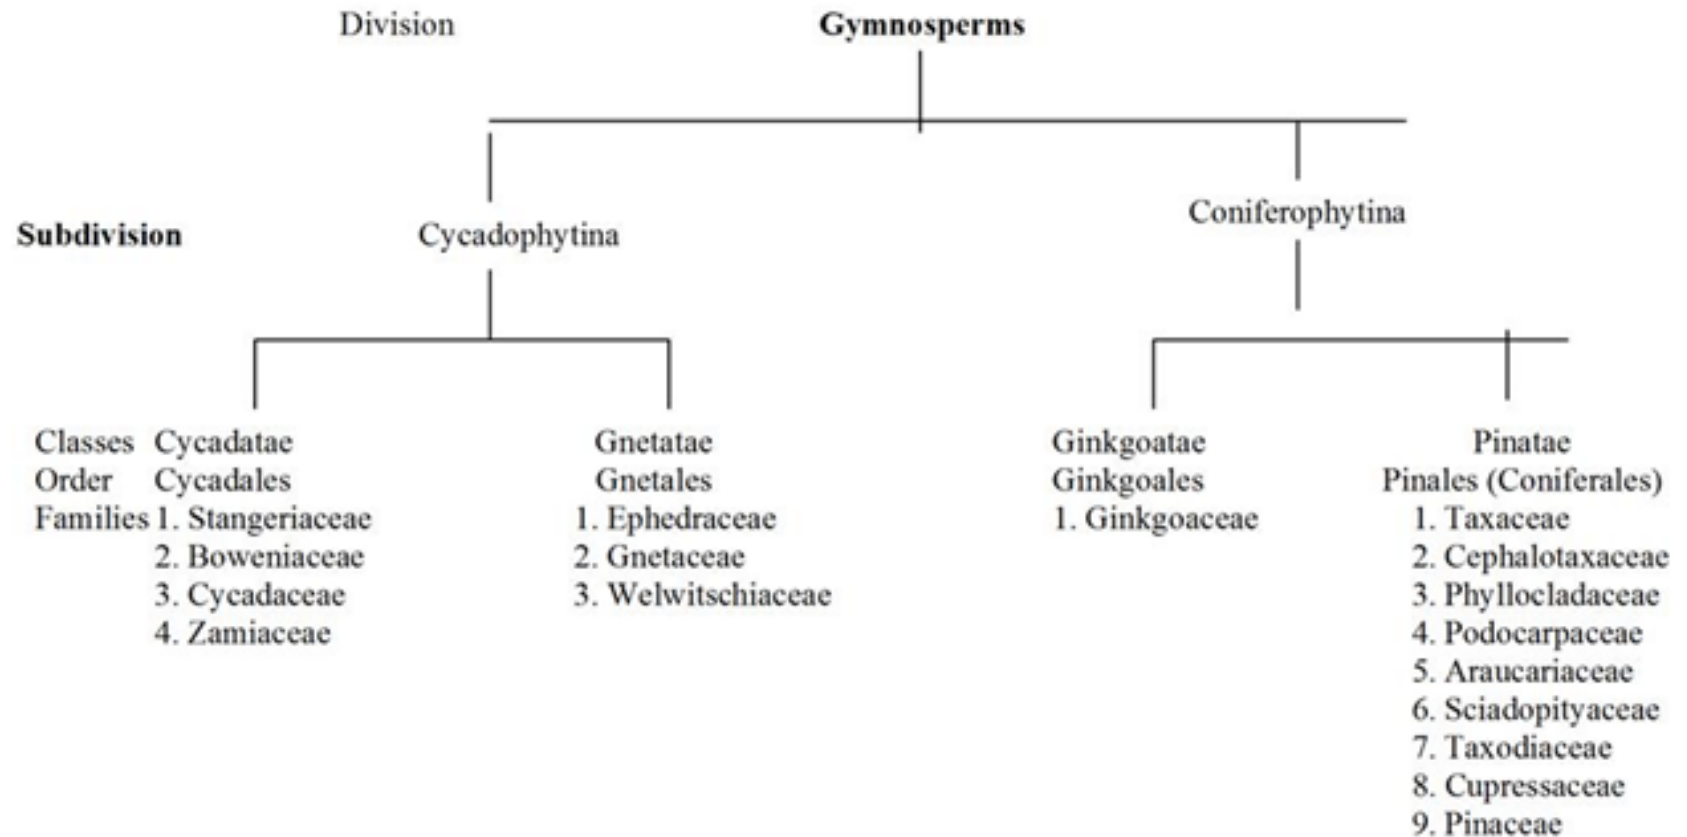 Division Gymnosperms
Coniferophytina
Subdivision Cycadophytina
Classes Cycadatae Gnetatae Ginkgoatae Pinatae
Order Cycadales Gnetales Ginkgoales Pinales (Coniferales)
Families 1. Stangeriaceae 1. Ephedraceae 1. Ginkgoaceae 1. Taxaceae
2. Boweniaceae 2. Gnetaceae 2. Cephalotaxaceae
3. Cycadaceae 3. Welwitschiaceae 3. Phyllocladaceae
4. Zamiaceae 4. Podocarpaceae
5. Araucariaceae
6. Sciadopityaceae
7. Taxodiaceae
8. Cupressaceae
9. Pinaceae